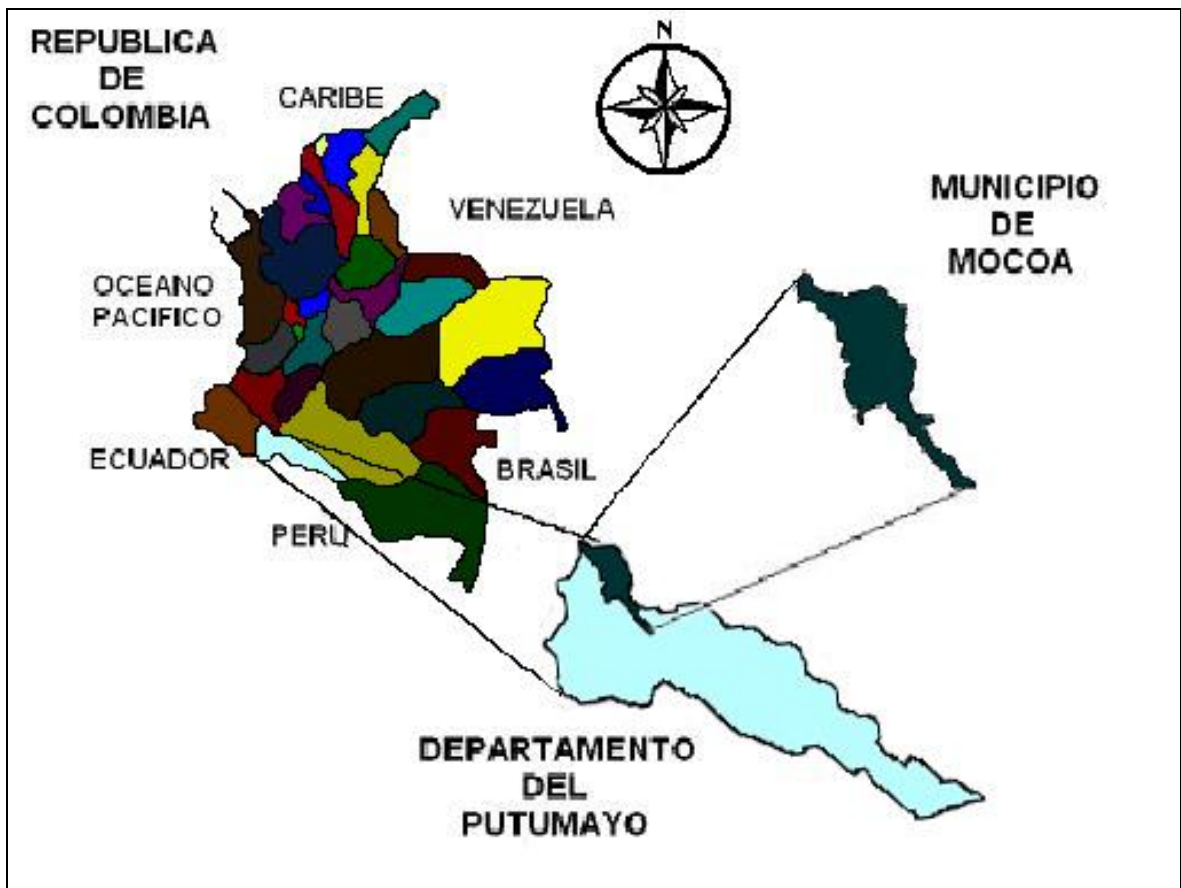 REPUBLICA
DE
COLOMBIA
N
CARIBE
MUNICIPIO
DE
MOCOA
VENEZUELA
OCEANO
PACIFICO
ECUADOR
BRASIL
PERU
DEPARTAMENTO
DEL
PUTUMAYO